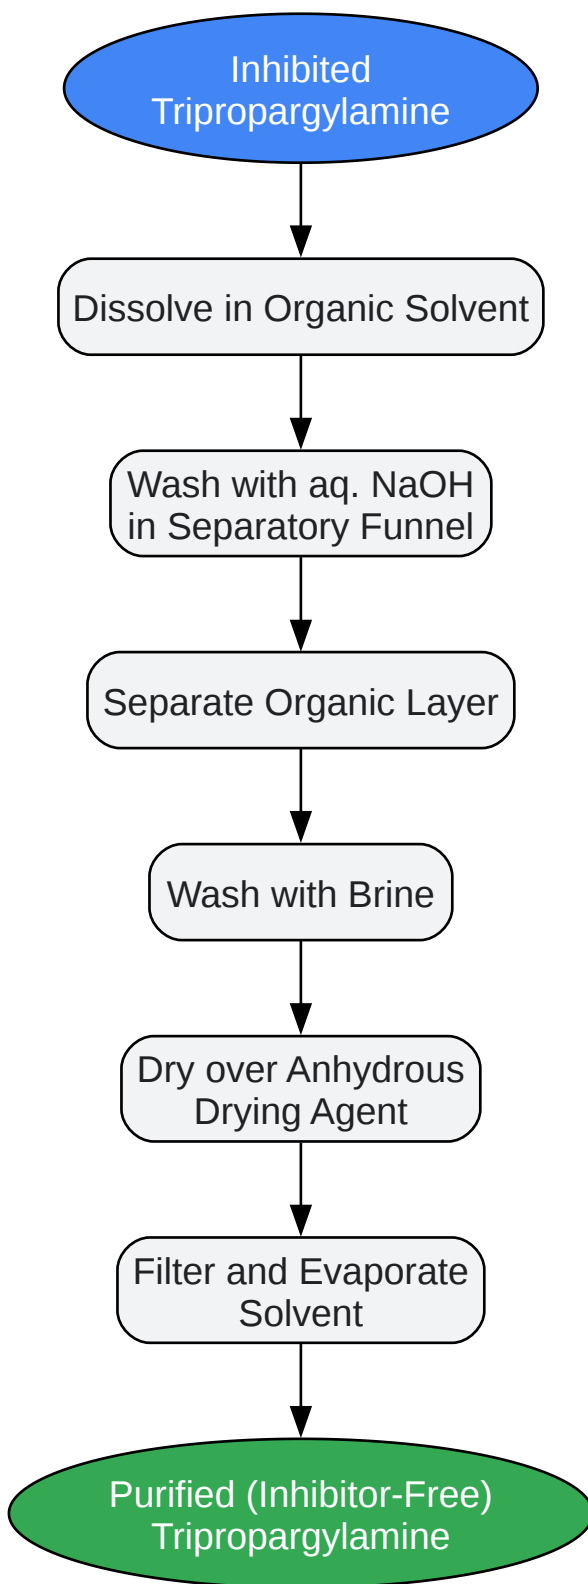 Inhibited
Tripropargylamine
Dissolve in Organic Solvent
Wash with aq. NaOH
in Separatory Funnel
Separate Organic Layer
Wash with Brine
Dry over Anhydrous
Drying Agent
Filter and Evaporate
Solvent
Purified (Inhibitor-Free)
Tripropargylamine